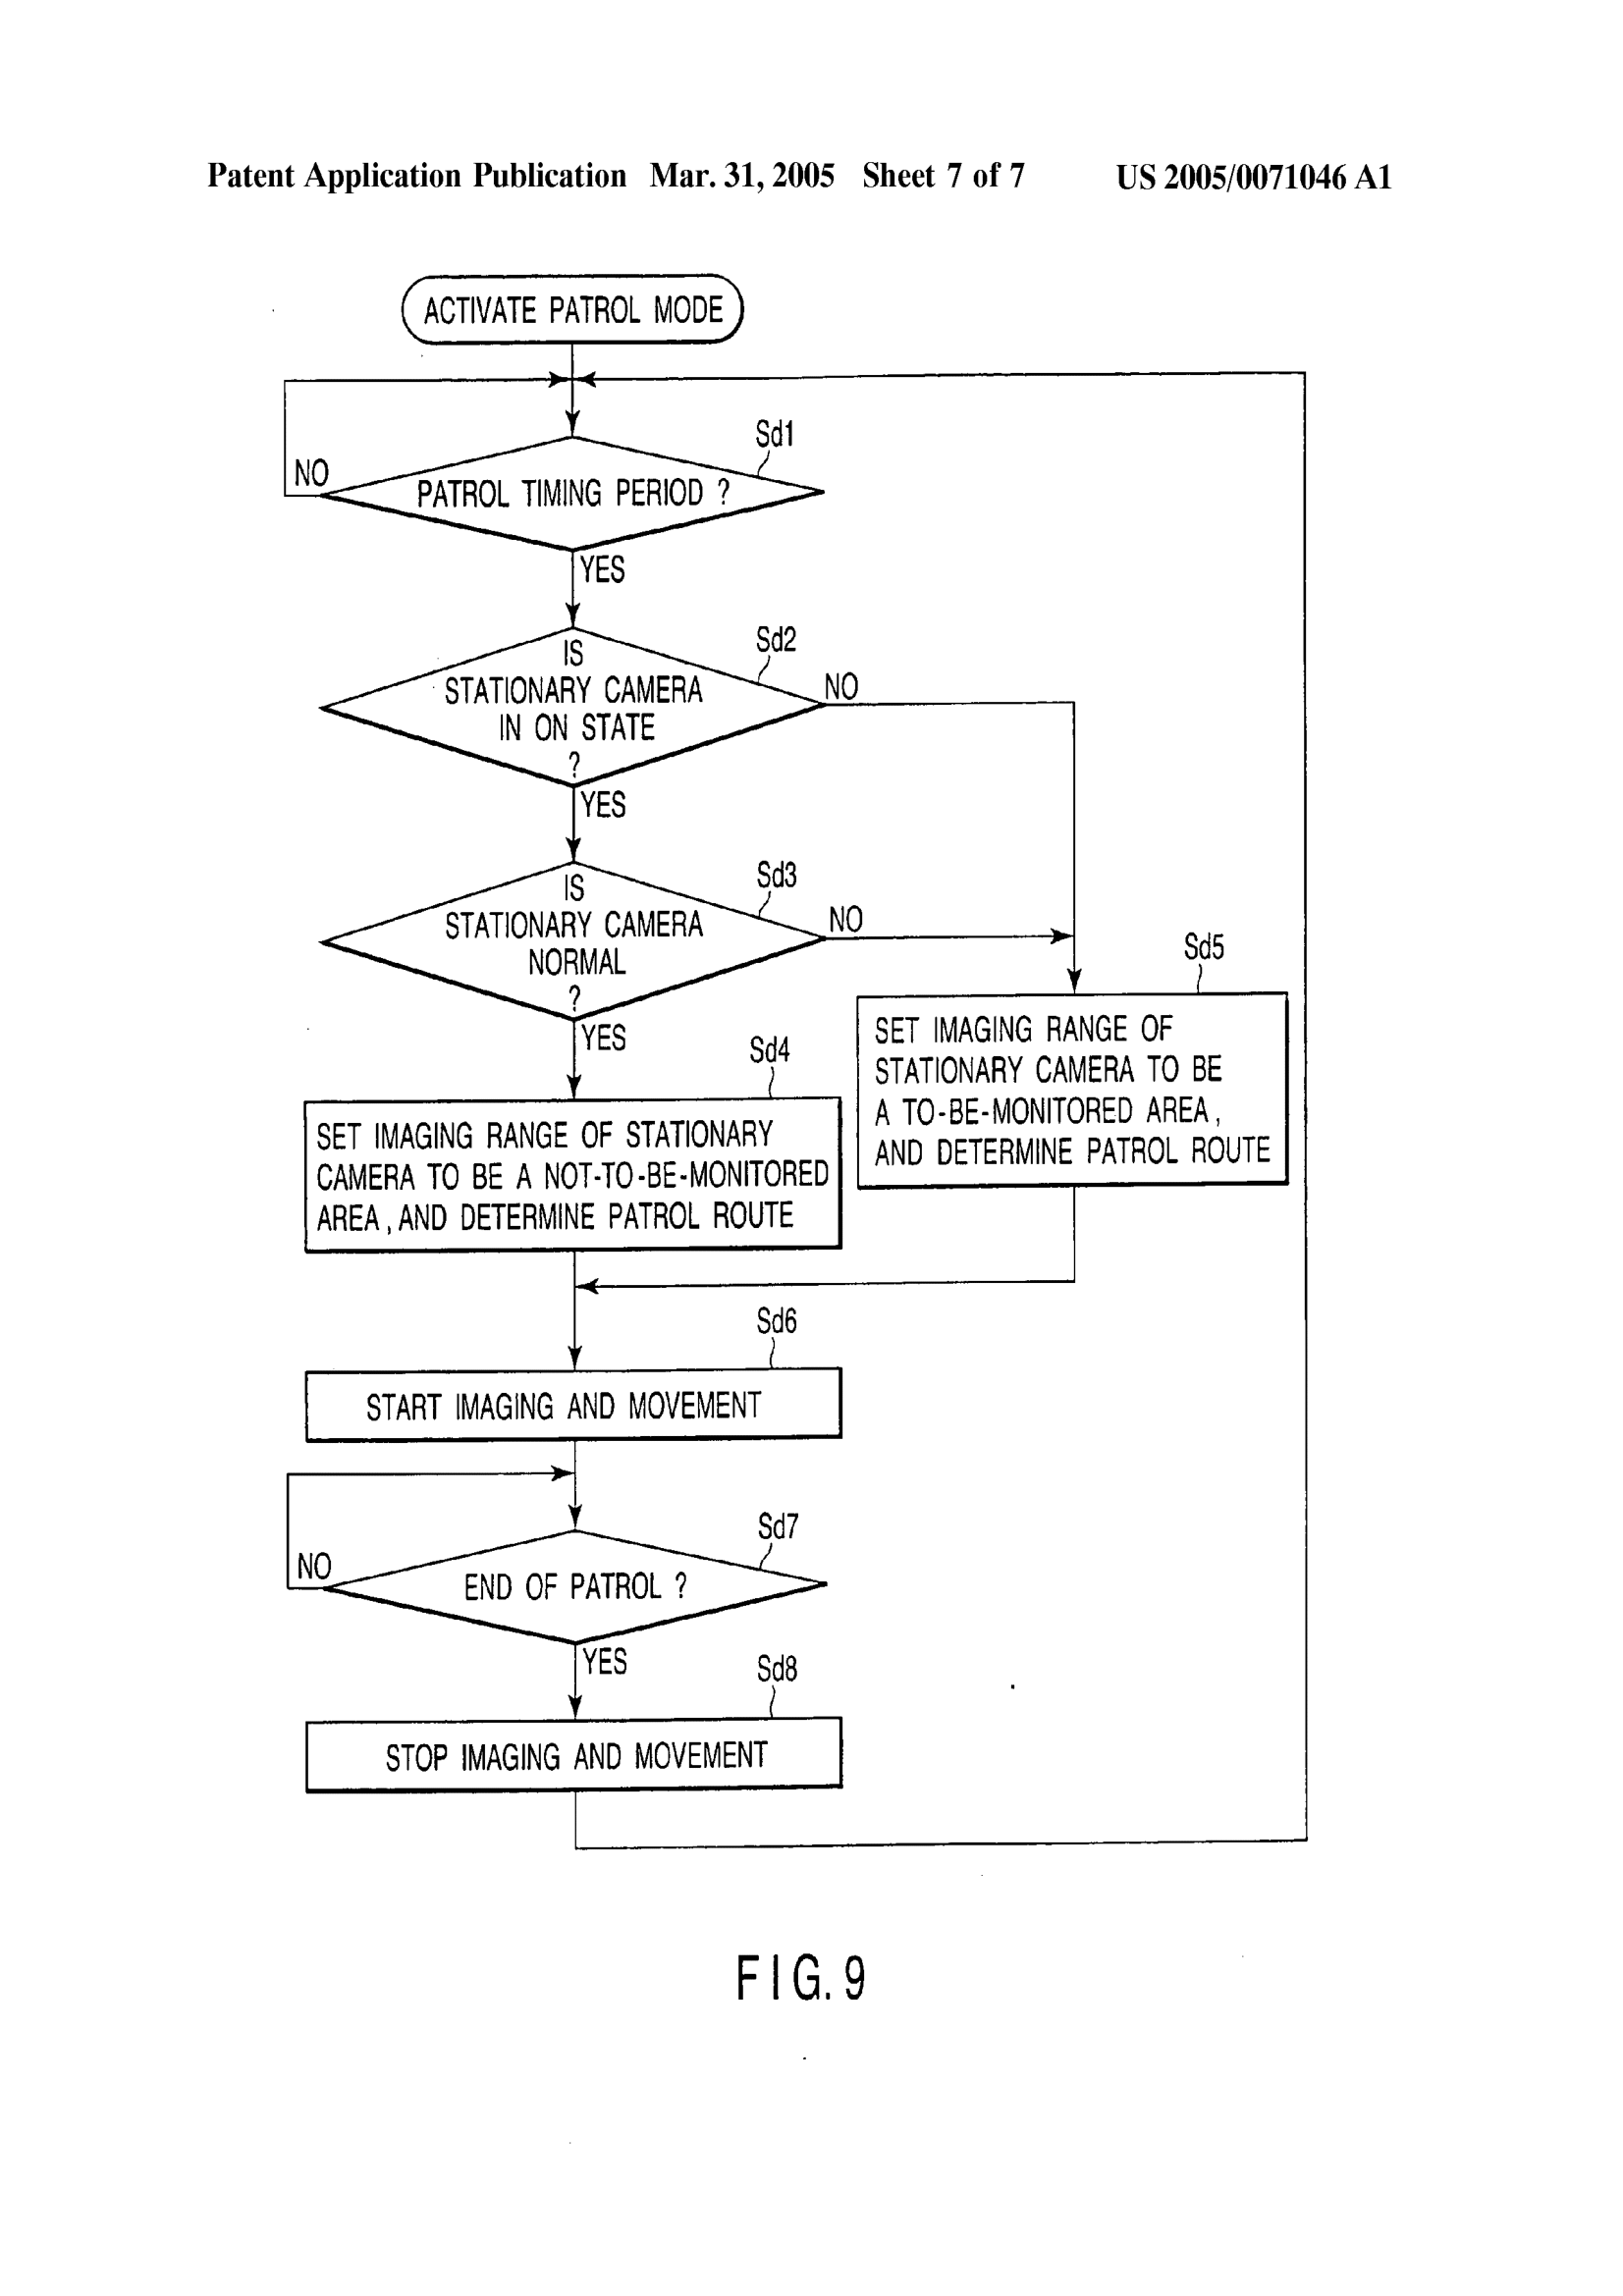 Patent Application Publication Mar. 31, 2005 Sheet 7 of 7 US 2005/0071046 A1
ACTIVATE PATROL MODE
Sd1
NO
PATROL TIMING PERIOD ?
YES
Sd2
IS
STATIONARY CAMERA
IN ON STATE
?
NO
YES
Sd3
IS
STATIONARY CAMERA
NORMAL
?
NO
YES
Sd5
SET IMAGING RANGE OF
STATIONARY CAMERA TO BE
A TO-BE-MONITORED AREA,
AND DETERMINE PATROL ROUTE
Sd4
SET IMAGING RANGE OF STATIONARY
CAMERA TO BE A NOT-TO-BE-MONITORED
AREA, AND DETERMINE PATROL ROUTE
Sd6
START IMAGING AND MOVEMENT
Sd7
NO
END OF PATROL ?
YES
Sd8
STOP IMAGING AND MOVEMENT
FIG. 9